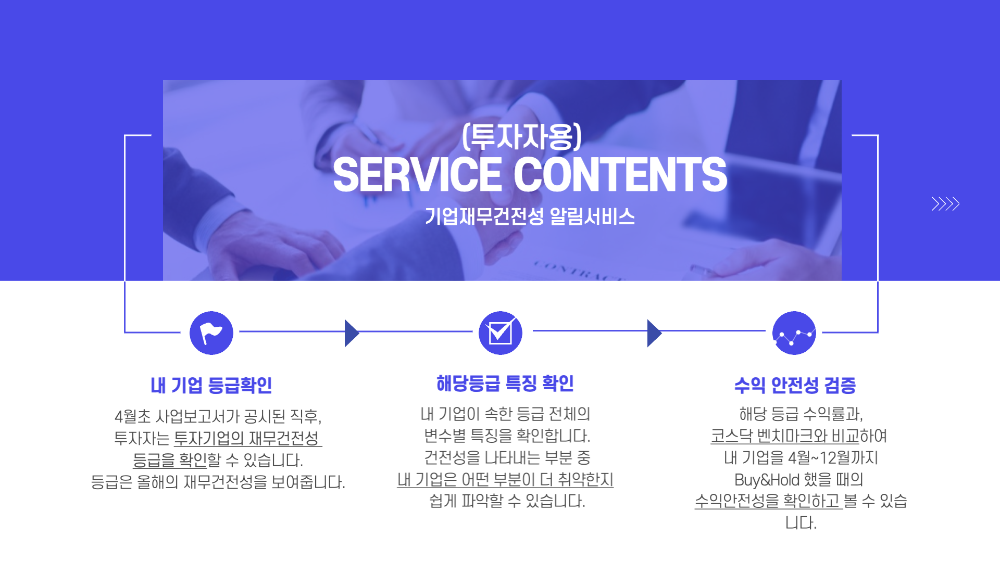 (투자자용)
SERVICE CONTENTS
기업재무건전성 알림서비스
CONTRACT
내 기업 등급확인
4월초 사업보고서가 공시된 직후,
투자자는 투자기업의 재무건전성
등급을 확인할 수 있습니다.
등급은 올해의 재무건전성을 보여줍니다.
해당등급 특징 확인
내 기업이 속한 등급 전체의
변수별 특징을 확인합니다.
건전성을 나타내는 부분 중
내 기업은 어떤 부분이 더 취약한지
쉽게 파악할 수 있습니다.
수익 안전성 검증
해당 등급 수익률과,
코스닥 벤치마크와 비교하여
내 기업을 4월~12월까지
Buy&Hold 했을 때의
수익안전성을 확인하고 볼 수 있습
니다.